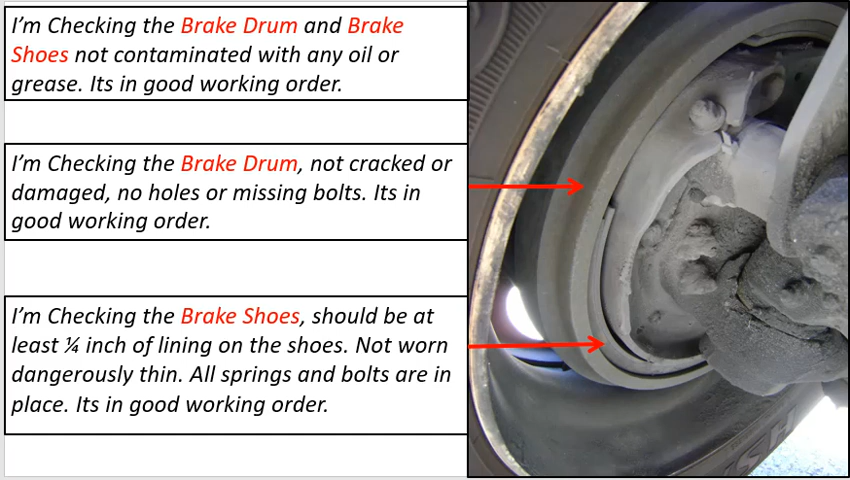 I'm Checking the Brake Drum and Brake
Shoes not contaminated with any oil or
grease. Its in good working order.
I'm Checking the Brake Drum, not cracked or
damaged, no holes or missing bolts. Its in
good working order.
I'm Checking the Brake Shoes, should be at
least ¼ inch of lining on the shoes. Not worn
dangerously thin. All springs and bolts are in
place. Its in good working order.